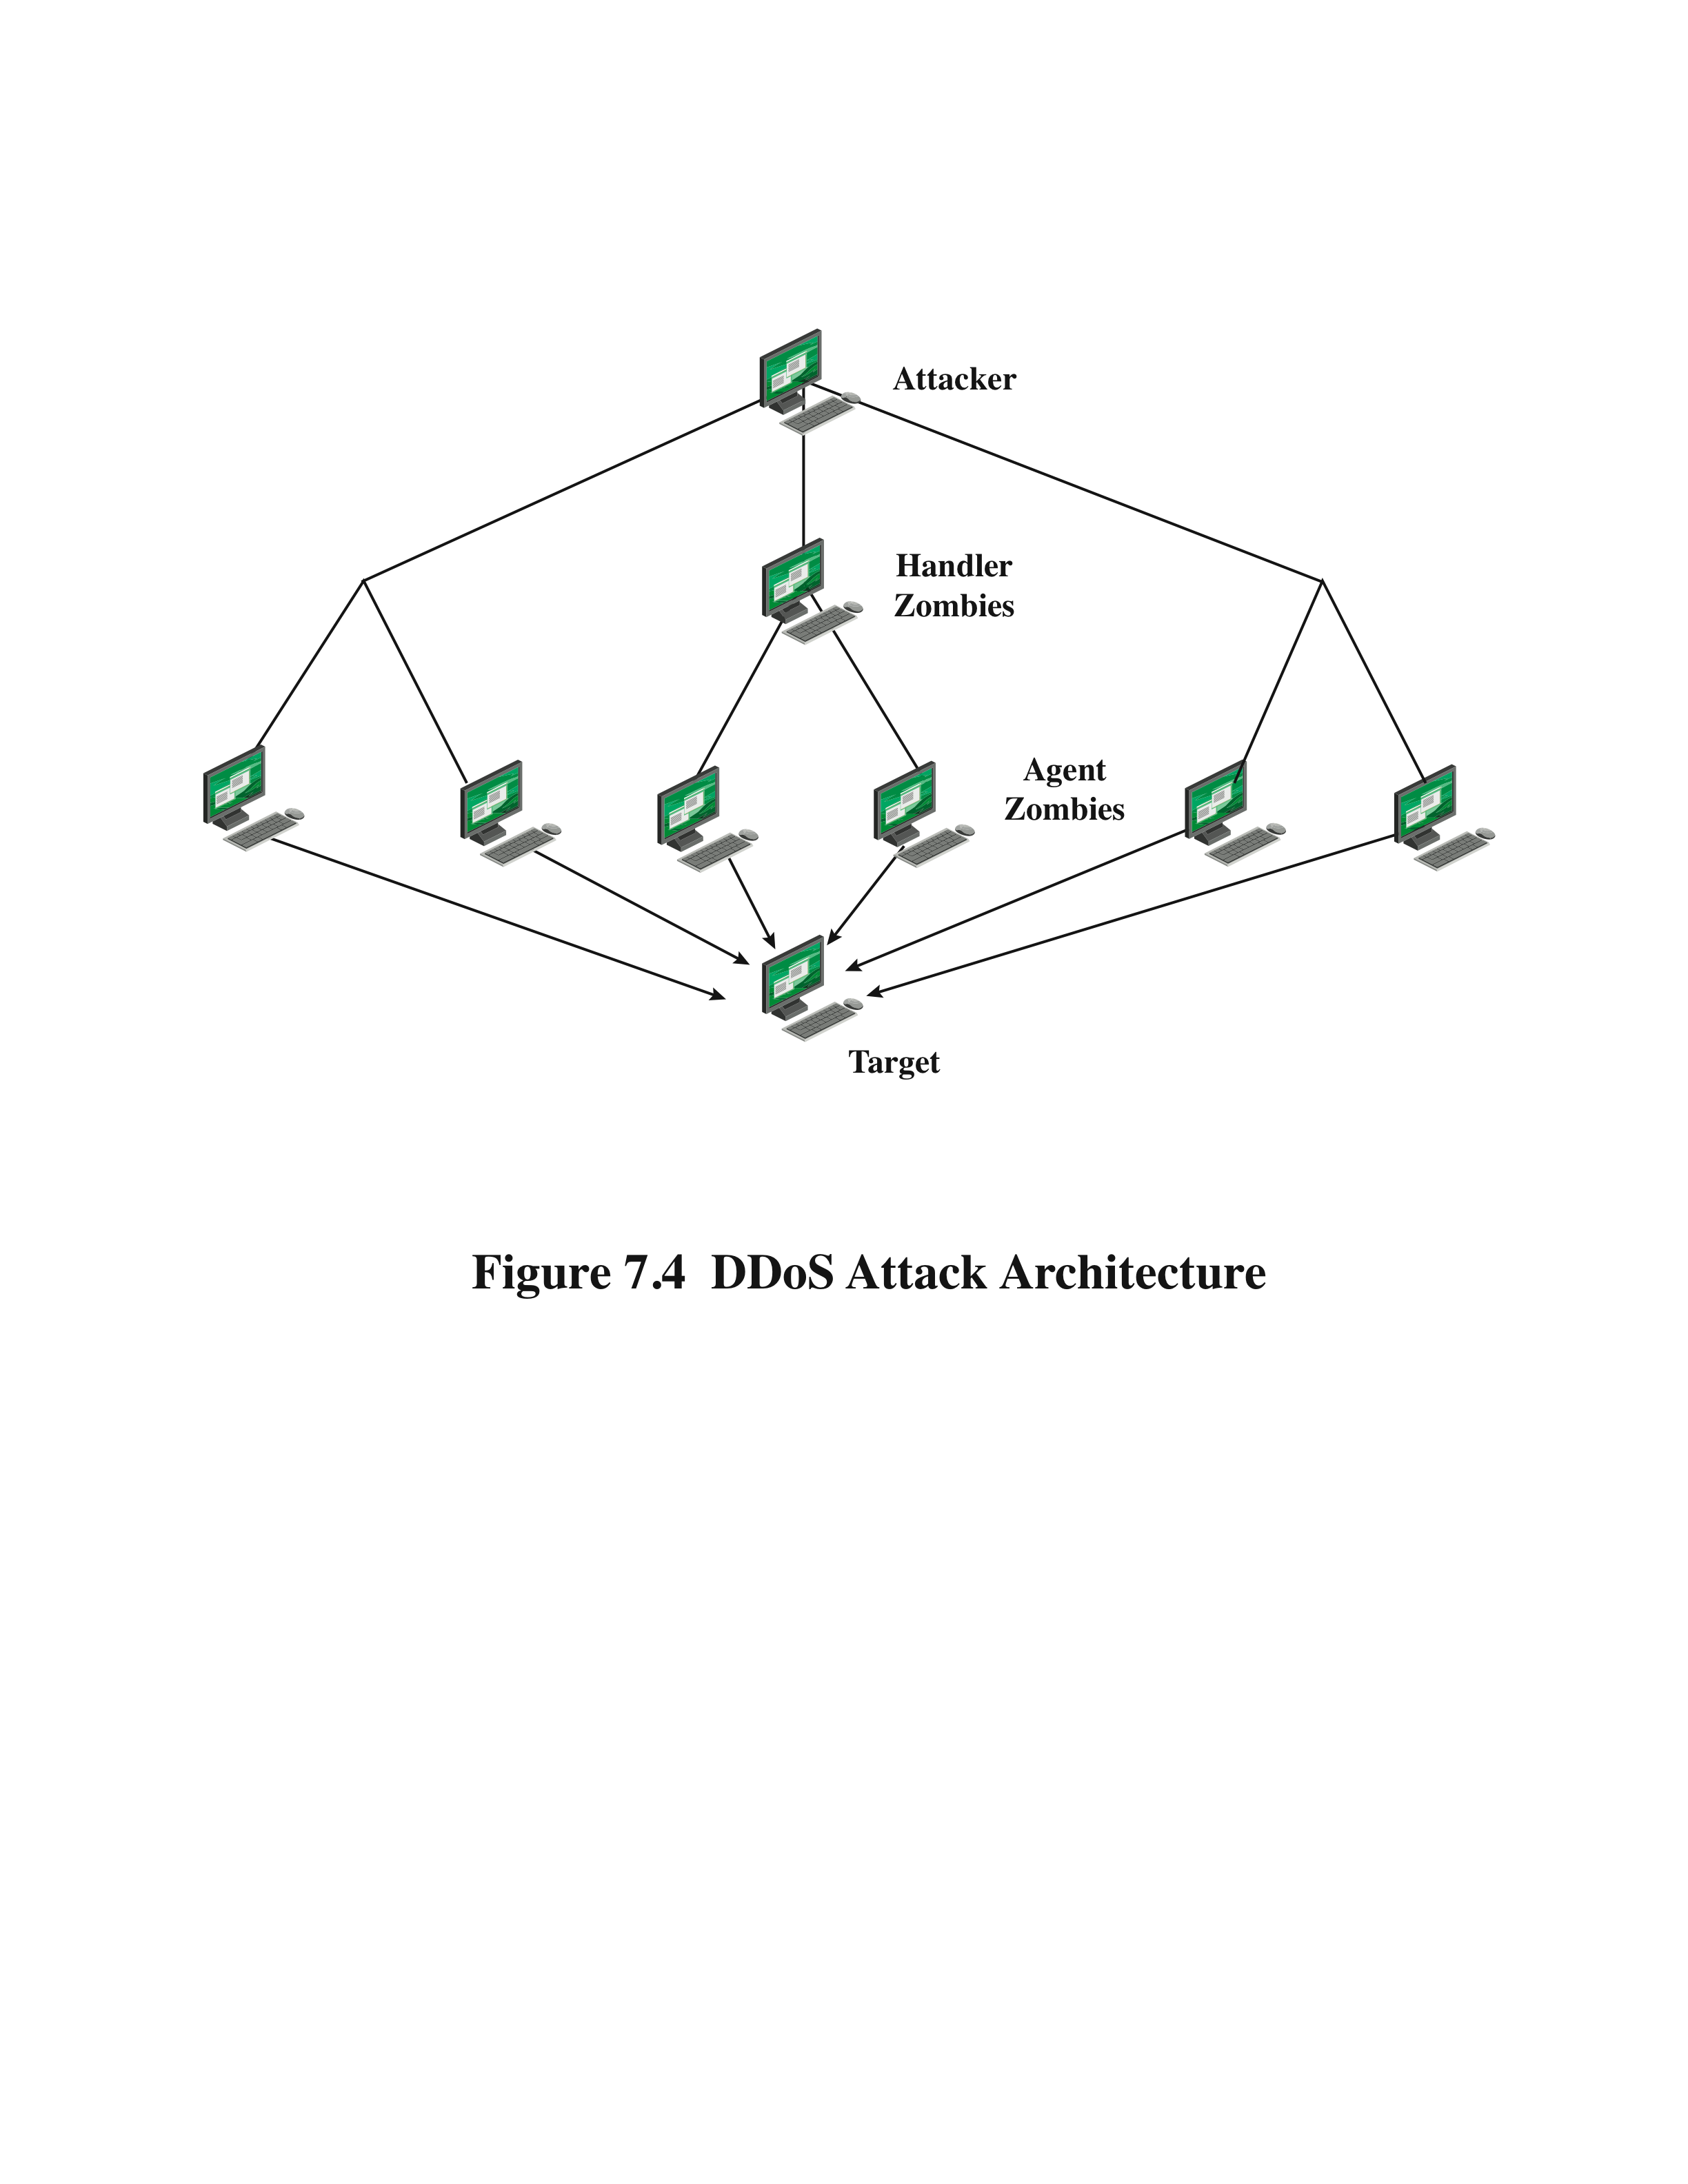 Attacker
Handler
Zombies
Agent
Zombies
Target
Figure 7.4  DDoS Attack Architecture